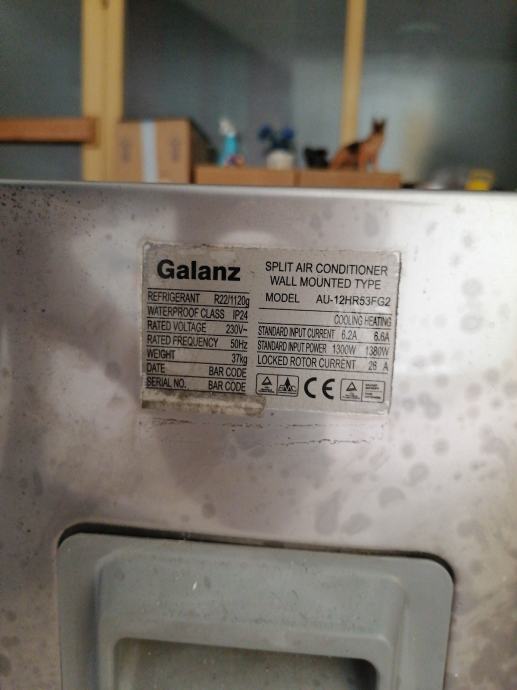 Galanz
SPLIT AIR CONDITIONER
WALL MOUNTED TYPE
MODEL AU-12HR53FG2
REFRIGERANT R22/1120g
WATERPROOF CLASS IP24
RATED VOLTAGE 230V~
RATED FREQUENCY 50Hz
WEIGHT 37kg
DATE BAR CODE
SERIAL NO. BAR CODE
COOLING HEATING
STANDARD INPUT CURRENT 6.2A 6.6A
STANDARD INPUT POWER 1300W 1380W
LOCKED ROTOR CURRENT 26 A
EMC
CE